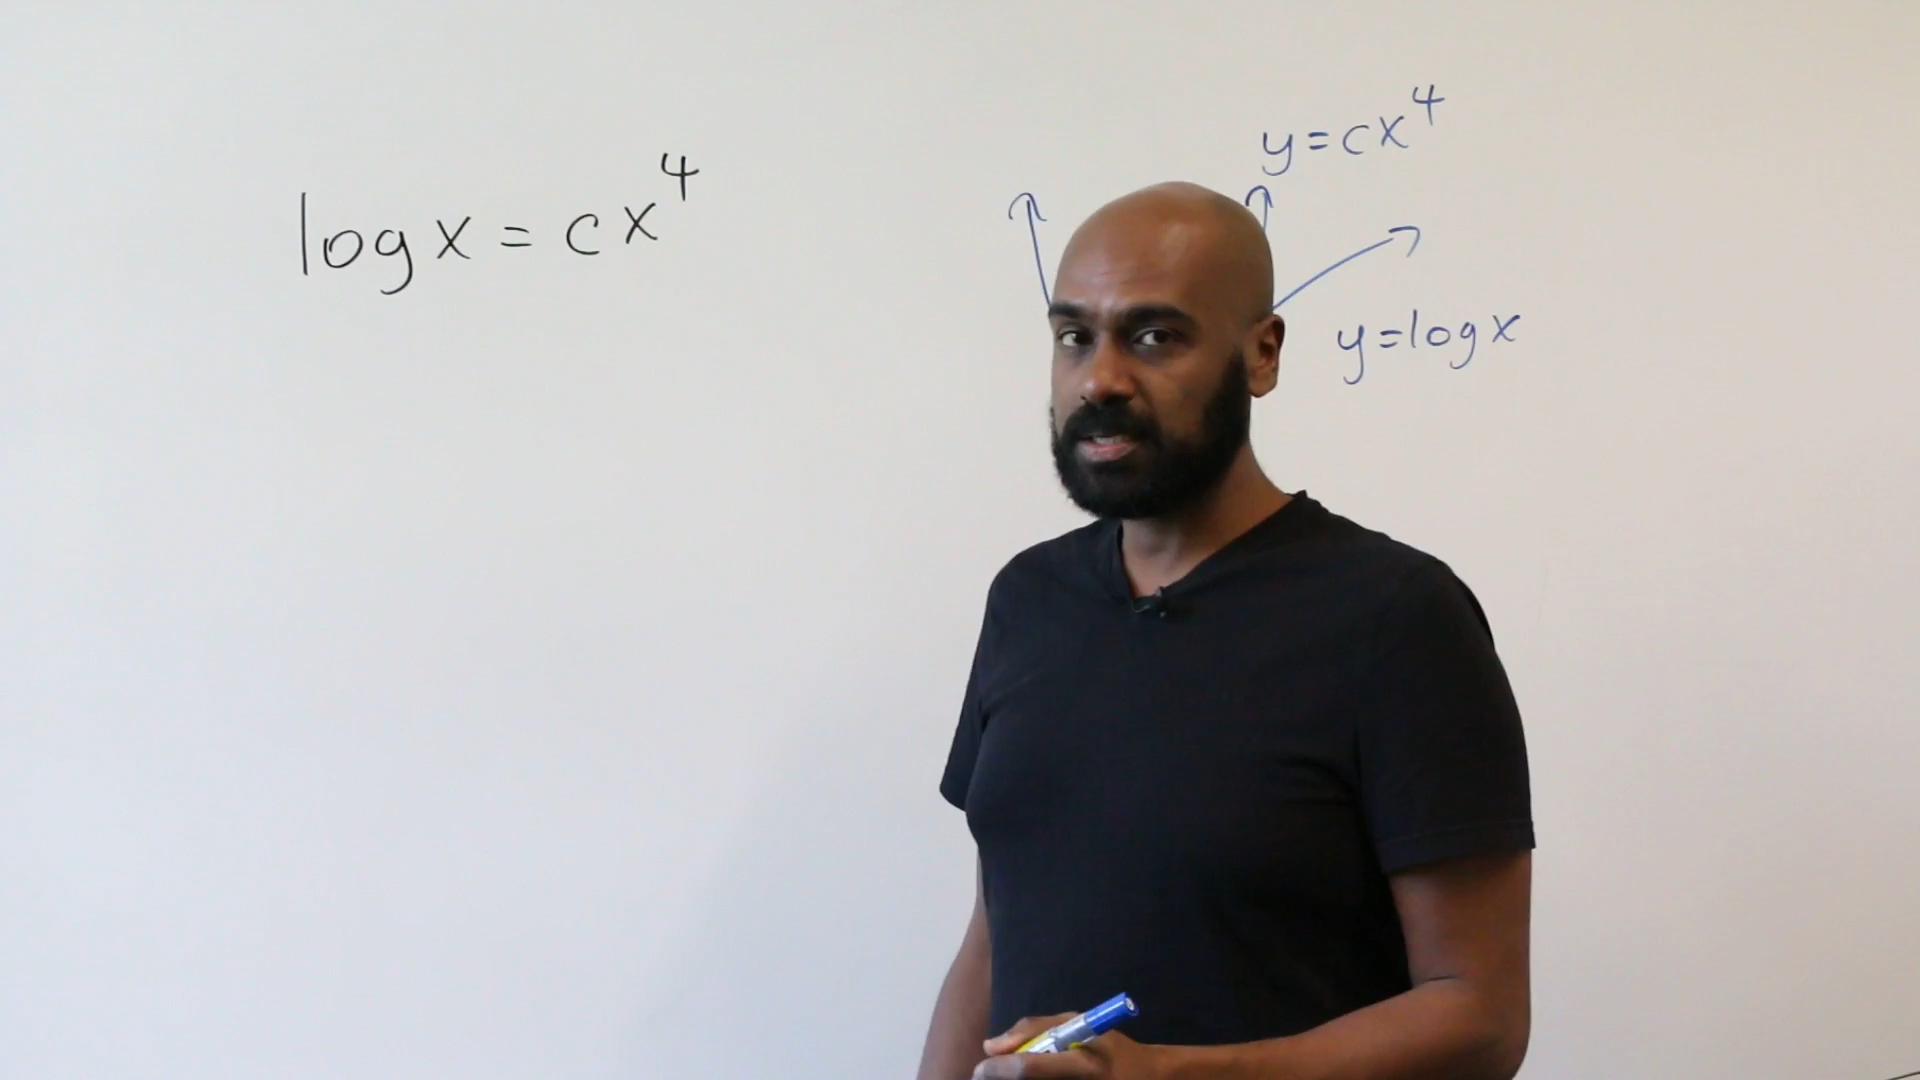 log x = cx⁴
y = cx⁴
y = log x